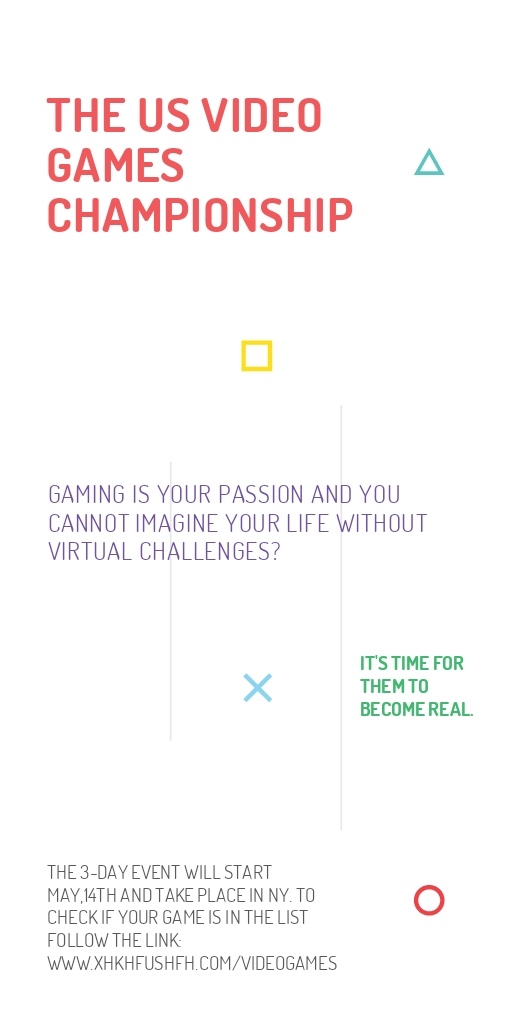 THE US VIDEO
GAMES
CHAMPIONSHIP
GAMING IS YOUR PASSION AND YOU
CANNOT IMAGINE YOUR LIFE WITHOUT
VIRTUAL CHALLENGES?
IT'S TIME FOR
THEM TO
BECOME REAL.
THE 3-DAY EVENT WILL START
MAY,14TH AND TAKE PLACE IN NY. TO
CHECK IF YOUR GAME IS IN THE LIST
FOLLOW THE LINK:
WWW.XHKHFUSHFH.COM/VIDEOGAMES